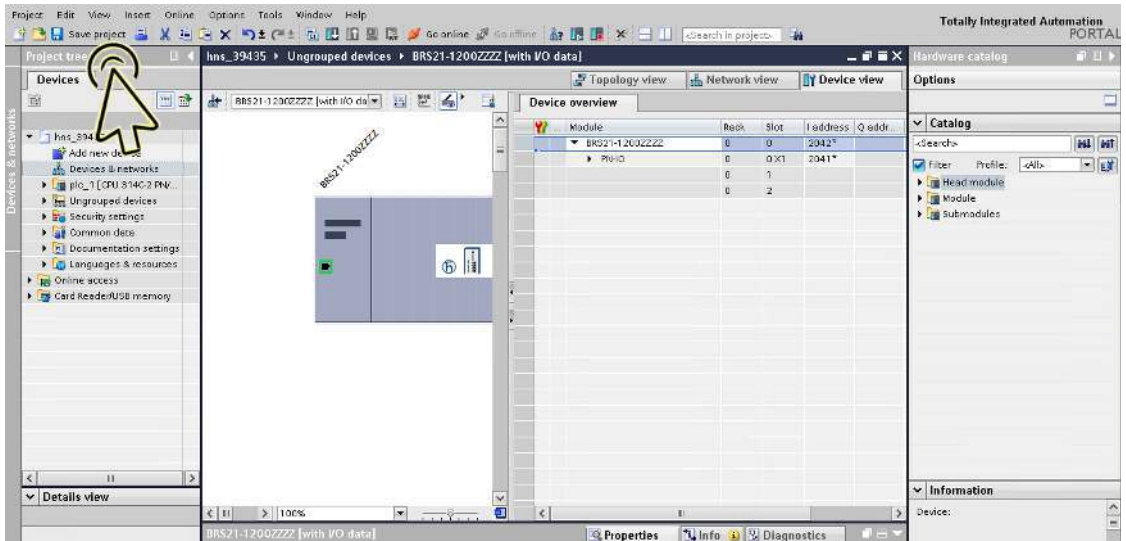 Project Edit View Insert Online Options Tools Window Help
Totally Integrated Automation
PORTAL
Save project
Go online
Go offline
<Search in project>
Project tree
hns_39435 ▸ Ungrouped devices ▸ BRS21-1200ZZZZ [with I/O data]
Hardware catalog
Devices
Topology view
Network view
Device view
Options
BRS21-1200ZZZZ [with I/O da
Device overview
Devices & networks
Module Rack Slot I address Q addr...
BRS21-1200ZZZZ 0 0 2042*
PN-IO 0 0 X1 2041*
0 1
0 2
Catalog
<Search>
Filter Profile: <All>
Head module
Module
Submodules
Add new
Devices & networks
plc_1 [CPU 314C-2 PN/...
Ungrouped devices
Security settings
Common data
Documentation settings
Languages & resources
Online access
Card Reader/USB memory
BRS21-1200ZZZZ
Details view
100%
Information
Device:
BRS21-1200ZZZZ [with I/O data]
Properties
Info
Diagnostics